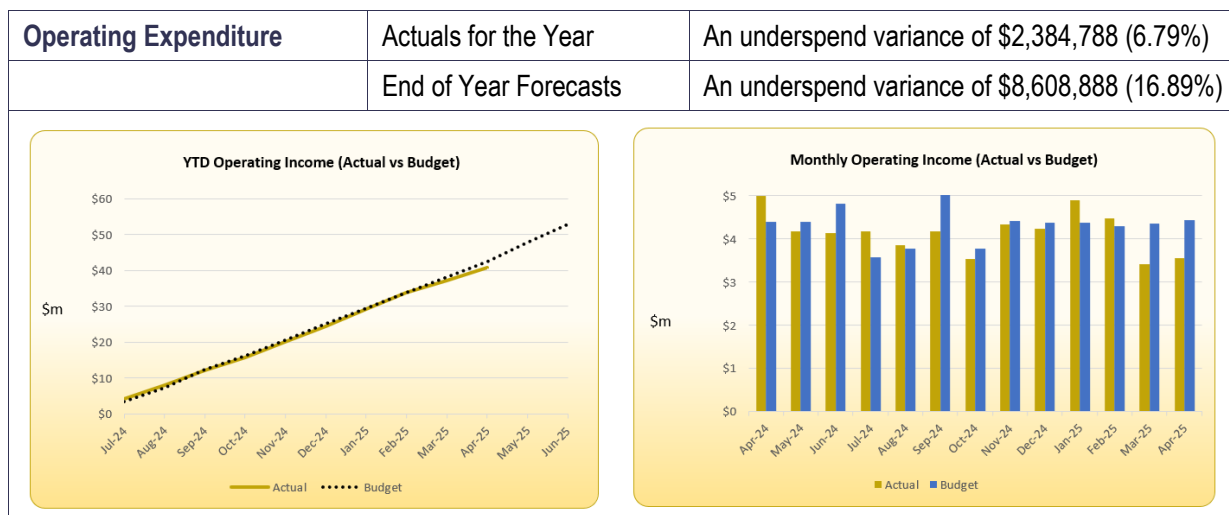 Operating Expenditure Actuals for the Year An underspend variance of $2,384,788 (6.79%)
End of Year Forecasts An underspend variance of $8,608,888 (16.89%)
YTD Operating Income (Actual vs Budget)
$60
$50
$40
$30
$20
$10
$0
$m
Jul-24 Aug-24 Sep-24 Oct-24 Nov-24 Dec-24 Jan-25 Feb-25 Mar-25 Apr-25 May-25 Jun-25
Actual Budget
Monthly Operating Income (Actual vs Budget)
$5
$4
$3
$2
$1
$0
$m
Apr-24 May-24 Jun-24 Jul-24 Aug-24 Sep-24 Oct-24 Nov-24 Dec-24 Jan-25 Feb-25 Mar-25 Apr-25
Actual Budget